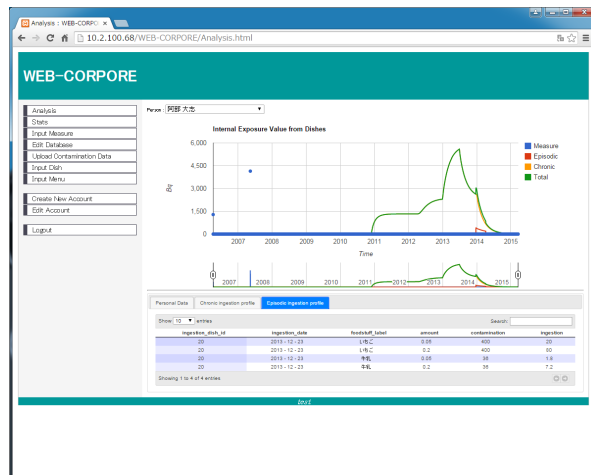 Analysis : WEB-CORPO
10.2.100.68/WEB-CORPORE/Analysis.html
WEB-CORPORE
Analysis
Stats
Input Measure
Edit Database
Upload Contamination Data
Input Dish
Input Menu
Create New Account
Edit Account
Logout
Person : 阿部 大志
Internal Exposure Value from Dishes
6,000
4,500
3,000
1,500
0
Bq
2007 2008 2009 2010 2011 2012 2013 2014 2015
Time
Measure
Episodic
Chronic
Total
2007 2008 2009 2010 2011 2012 2013 2014 2015
Personal Data Chronic ingestion profile Episodic ingestion profile
Show 10 entries Search:
ingestion_dish_id ingestion_date foodstuff_label amount contamination ingestion
20 2013-12-23 いちご 0.05 400 20
20 2013-12-23 いちご 0.2 400 80
20 2013-12-23 牛乳 0.05 36 1.8
20 2013-12-23 牛乳 0.2 36 7.2
Showing 1 to 4 of 4 entries
test